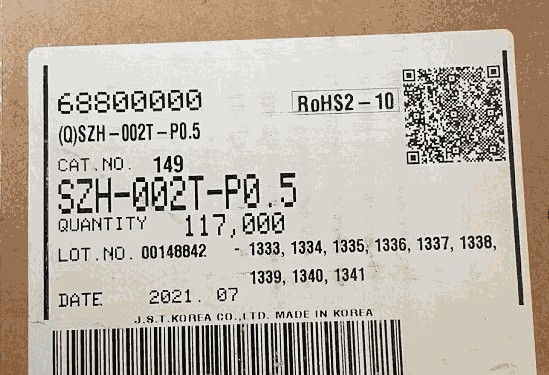 68800000
RoHS2-10
(Q)SZH-002T-P0.5
CAT.NO. 149
SZH-002T-P0.5
QUANTITY 117,000
LOT.NO. 00148842 - 1333, 1334, 1335, 1336, 1337, 1338,
1339, 1340, 1341
DATE 2021. 07
J.S.T.KOREA CO.,LTD. MADE IN KOREA